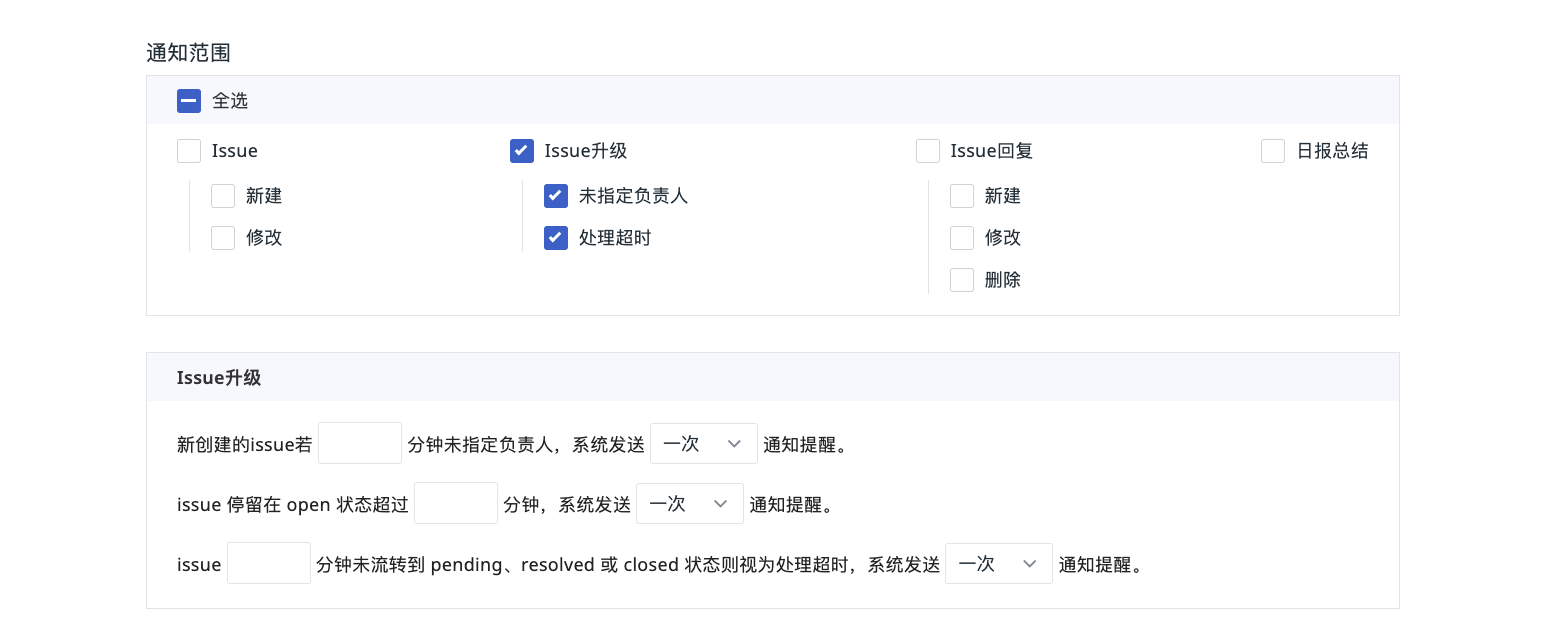 通知范围
全选
Issue Issue升级 Issue回复 日报总结
新建 未指定负责人 新建
修改 处理超时 修改
删除
Issue升级
新创建的issue若 分钟未指定负责人，系统发送 一次 通知提醒。
issue 停留在 open 状态超过 分钟，系统发送 一次 通知提醒。
issue 分钟未流转到 pending、resolved 或 closed 状态则视为处理超时，系统发送 一次 通知提醒。